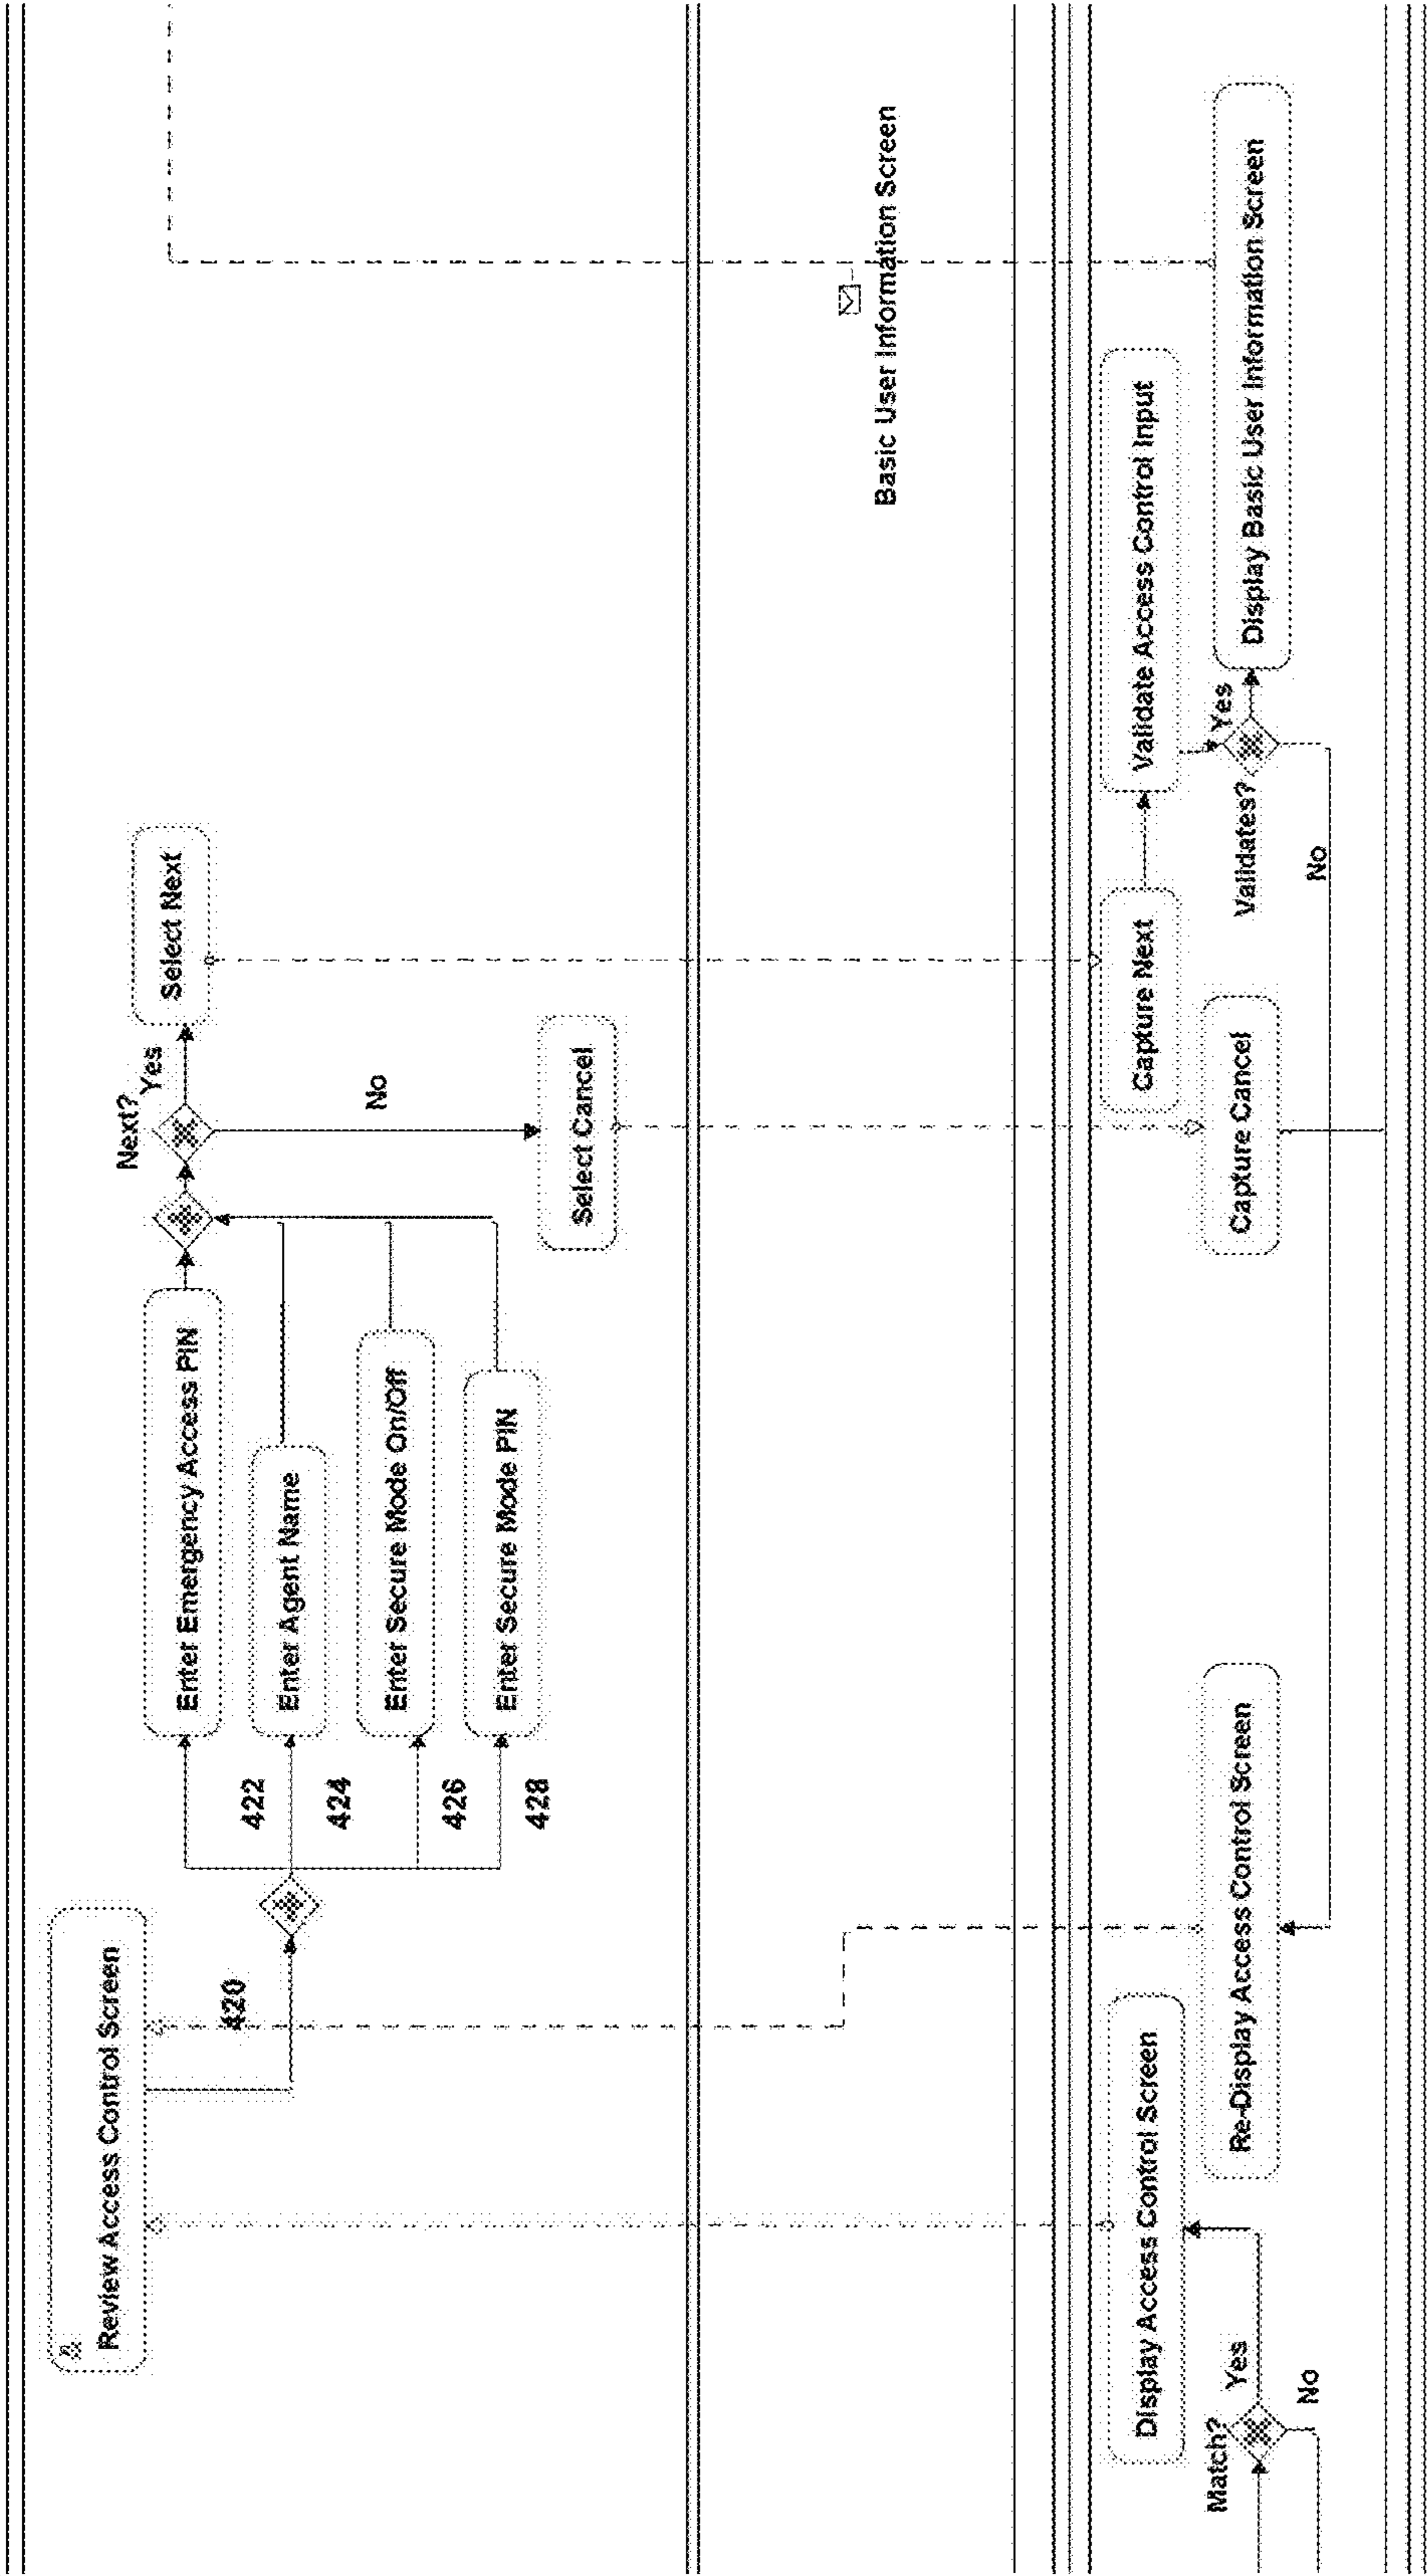 Review Access Control Screen
420
422
424
426
428
Enter Emergency Access PIN
Enter Agent Name
Enter Secure Mode On/Off
Enter Secure Mode PIN
Next?
Yes
No
Select Next
Select Cancel
Basic User Information Screen
Match?
Yes
No
Display Access Control Screen
Re-Display Access Control Screen
Capture Next
Capture Cancel
Validate Access Control Input
Validates?
Yes
No
Display Basic User Information Screen